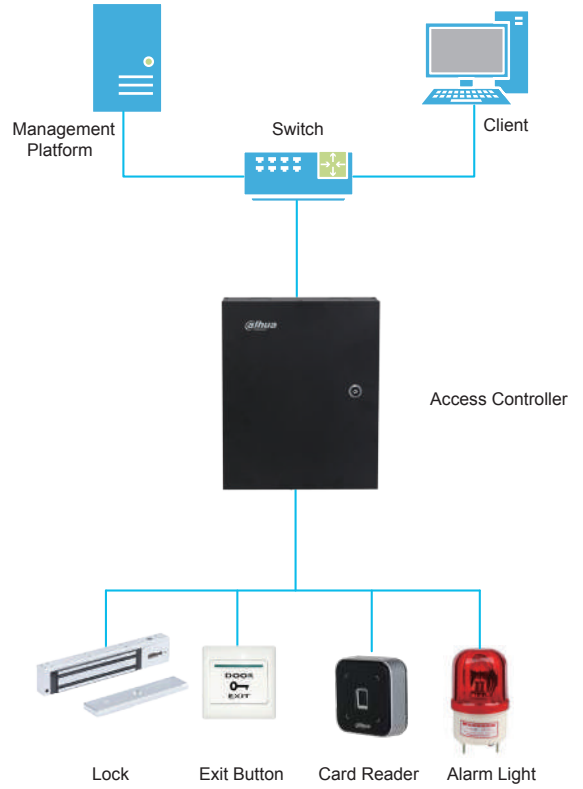 Management
Platform
Switch
Client
alhua
Access Controller
DOOR
EXIT
Lock
Exit Button
Card Reader
Alarm Light